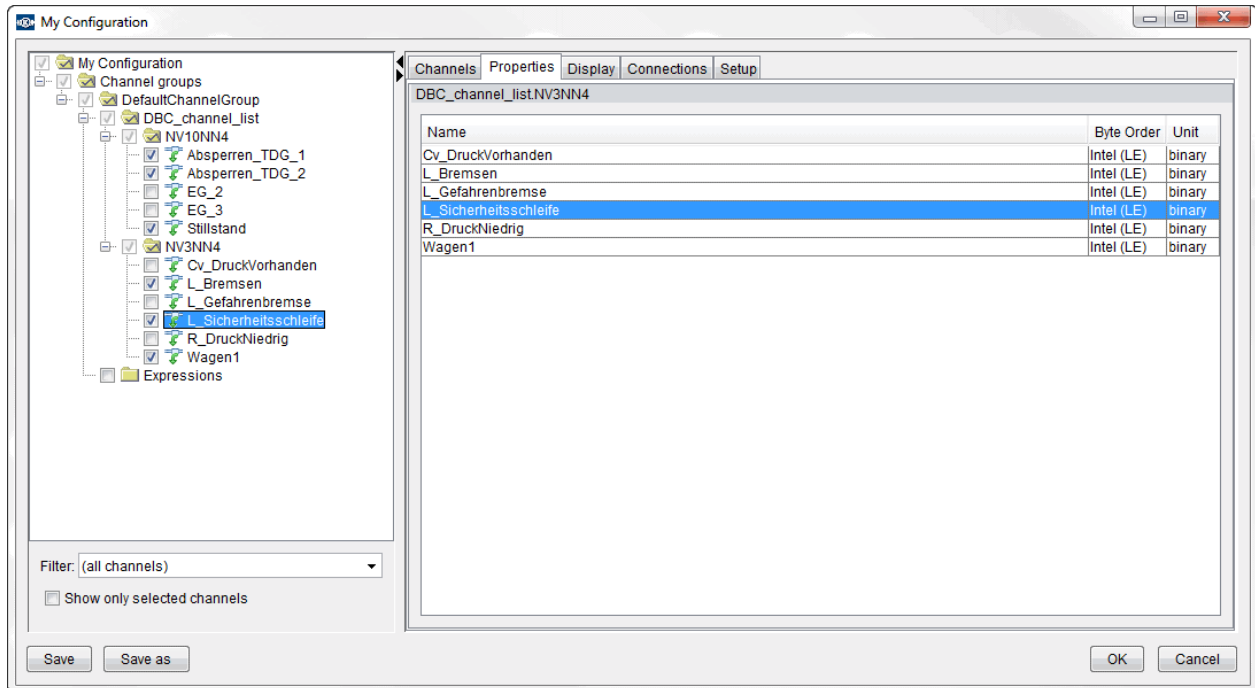 My Configuration
My Configuration
Channel groups
DefaultChannelGroup
DBC_channel_list
NV10NN4
Absperren_TDG_1
Absperren_TDG_2
EG_2
EG_3
Stillstand
NV3NN4
Cv_DruckVorhanden
L_Bremsen
L_Gefahrenbremse
L_Sicherheitsschleife
R_DruckNiedrig
Wagen1
Expressions
Filter: (all channels)
Show only selected channels
Channels Properties Display Connections Setup
DBC_channel_list.NV3NN4
Name Byte Order Unit
Cv_DruckVorhanden Intel (LE) binary
L_Bremsen Intel (LE) binary
L_Gefahrenbremse Intel (LE) binary
L_Sicherheitsschleife Intel (LE) binary
R_DruckNiedrig Intel (LE) binary
Wagen1 Intel (LE) binary
Save Save as OK Cancel